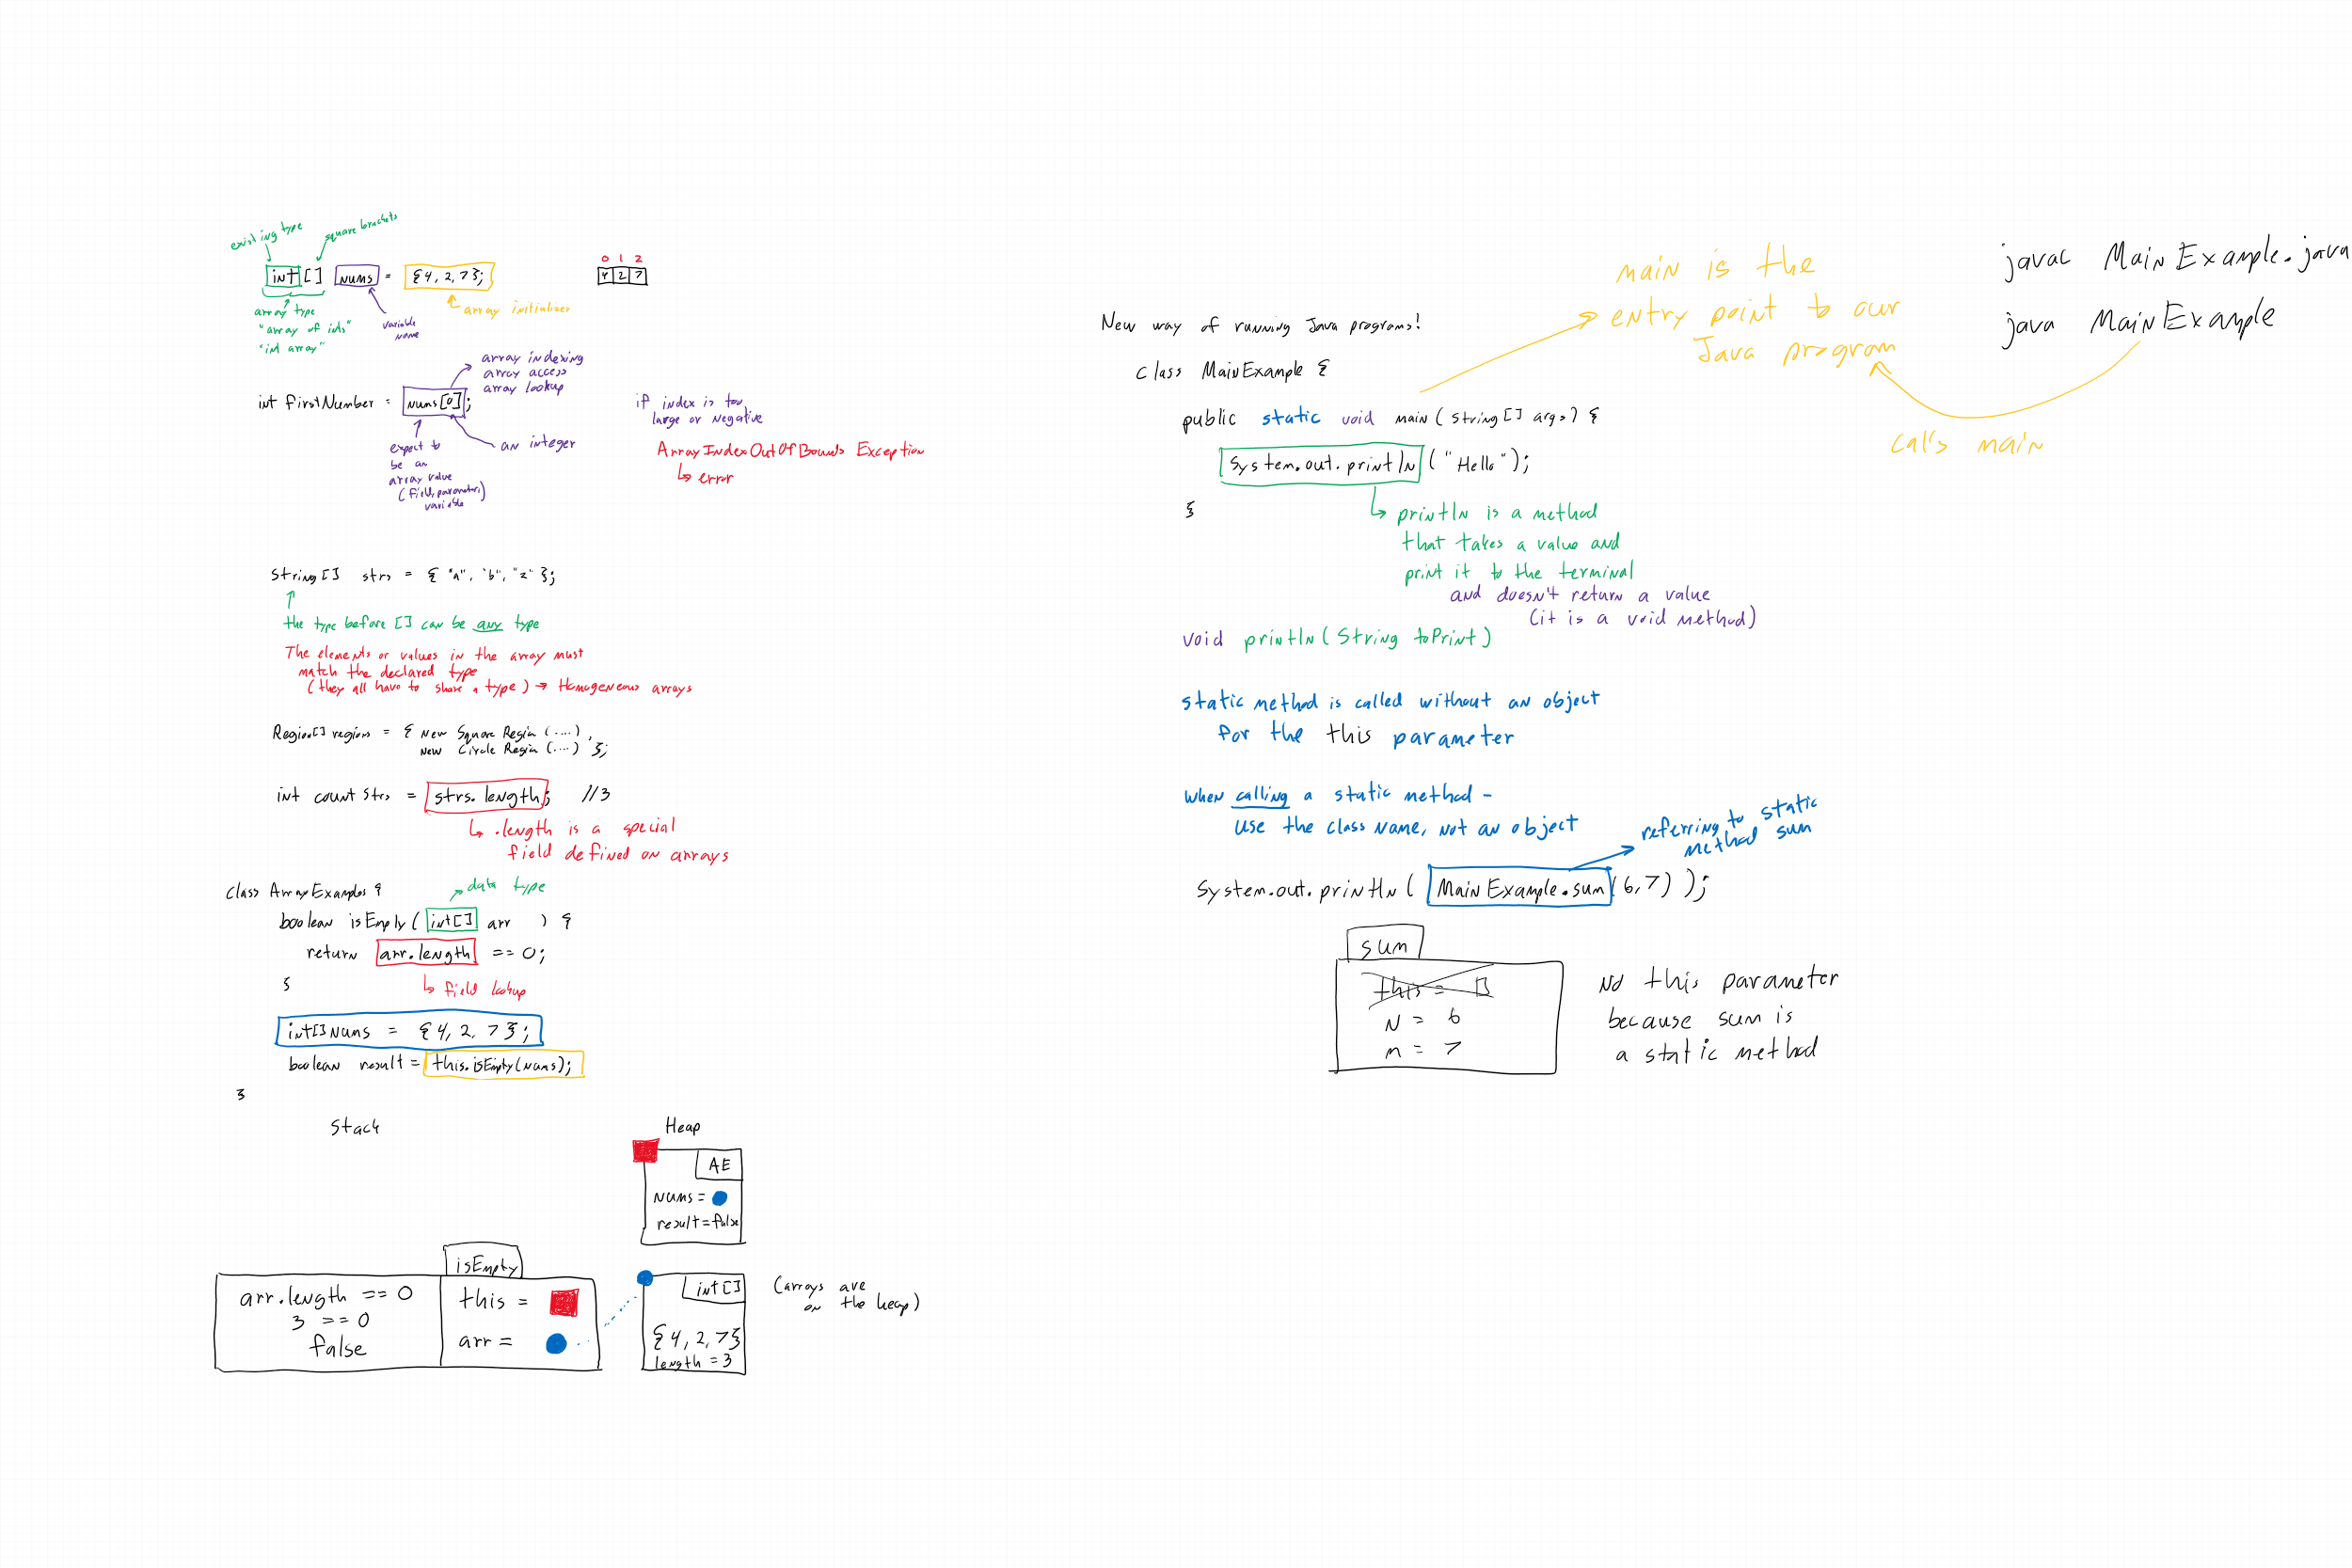 existing type
square brackets
int [] nums = {4, 2, 7};
0 1 2
4 2 7
array type
"array of ints"
"int array"
variable name
array initializer
array indexing
array access
array lookup
int firstNumber = nums[0];
an integer
expect to
be an
array value
(field, parameter,
variable
if index is too
large or negative
ArrayIndexOutOfBounds Exception
error
String[] strs = { "a", "b", "z" };
the type before [] can be any type
The elements or values in the array must
match the declared type
(they all have to share a type) → Homogeneous arrays
Region[] regions = { new Square Region (....),
new Circle Region (...) };
int count Strs = strs.length; //3
.length is a special
field defined on arrays
class ArrayExamples {
data type
boolean isEmpty ( int[] arr ) {
return arr.length == 0;
}
field lookup
int[] nums = {4, 2, 7};
boolean result = this.isEmpty(nums);
}
Stack
Heap
AE
nums =
result = false
isEmpty
arr.length == 0
3 == 0
false
this =
arr =
int []
{4, 2, 7}
length = 3
(arrays are
on the heap)
New way of running Java programs!
class MainExample {
public static void main (String[] args) {
System.out.println ("Hello");
}
main is the
entry point to our
Java program
javac MainExample.java
java MainExample
calls main
println is a method
that takes a value and
print it to the terminal
and doesn't return a value
(it is a void method)
void println ( String toPrint )
static method is called without an object
for the this parameter
when calling a static method -
use the class name, not an object
referring to static
method sum
System.out.println ( MainExample.sum (6, 7) );
sum
this =
n = 6
m = 7
No this parameter
because sum is
a static method